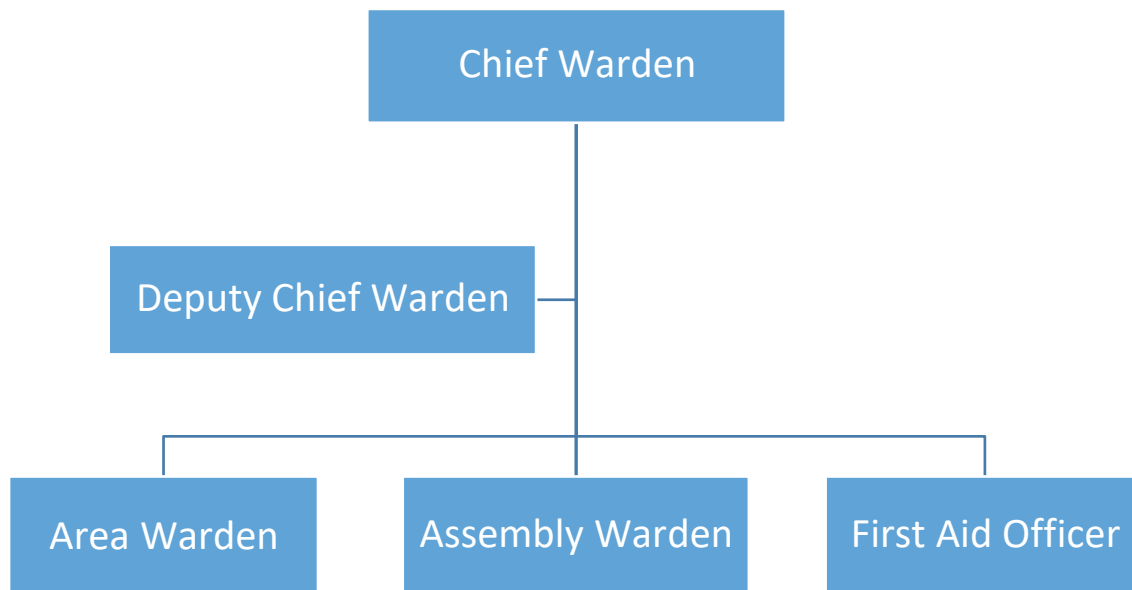 Chief Warden
Deputy Chief Warden
Area Warden
Assembly Warden
First Aid Officer